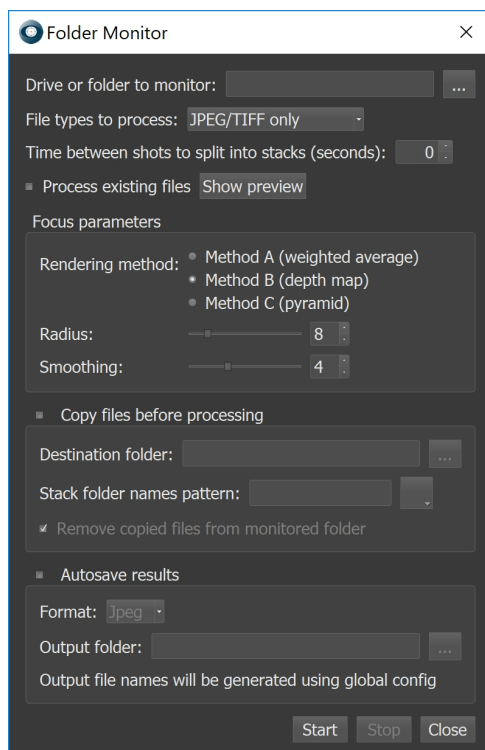 Folder Monitor
Drive or folder to monitor: ...
File types to process: JPEG/TIFF only
Time between shots to split into stacks (seconds): 0
Process existing files Show preview
Focus parameters
Rendering method: Method A (weighted average)
Method B (depth map)
Method C (pyramid)
Radius: 8
Smoothing: 4
Copy files before processing
Destination folder: ...
Stack folder names pattern:
Remove copied files from monitored folder
Autosave results
Format: Jpeg
Output folder: ...
Output file names will be generated using global config
Start Stop Close